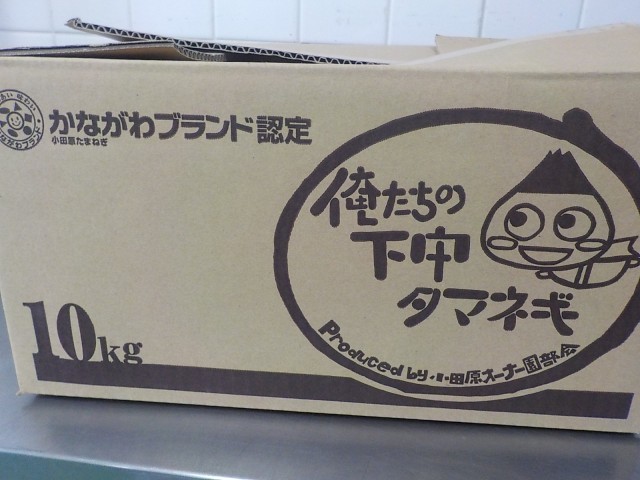 かながわブランド認定
小田原たまねぎ
俺たちの
下中
タマネギ
Produced by 小田原オーナー園部会
10kg